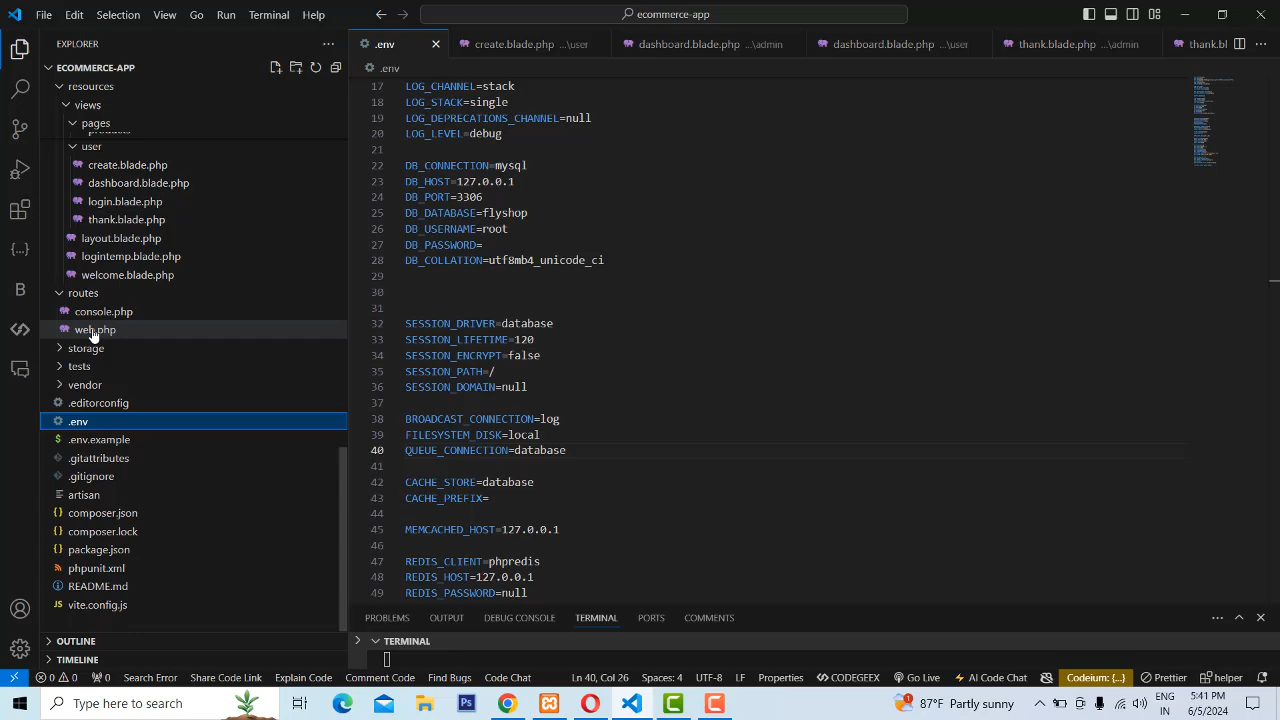 File Edit Selection View Go Run Terminal Help
ecommerce-app
EXPLORER
ECOMMERCE-APP
resources
views
pages
products
user
create.blade.php
dashboard.blade.php
login.blade.php
thank.blade.php
layout.blade.php
logintemp.blade.php
welcome.blade.php
routes
console.php
web.php
storage
tests
vendor
.editorconfig
.env
.env.example
.gitattributes
.gitignore
artisan
composer.json
composer.lock
package.json
phpunit.xml
README.md
vite.config.js
OUTLINE
TIMELINE
.env
create.blade.php ...\user
dashboard.blade.php ...\admin
dashboard.blade.php ...\user
thank.blade.php ...\admin
thank.bl
.env
17 LOG_CHANNEL=stack
18 LOG_STACK=single
18 LOG_DEPRECATIONS_CHANNEL=null
19 LOG_LEVEL=debug
21
22 DB_CONNECTION=mysql
23 DB_HOST=127.0.0.1
24 DB_PORT=3306
25 DB_DATABASE=flyshop
26 DB_USERNAME=root
27 DB_PASSWORD=
28 DB_COLLATION=utf8mb4_unicode_ci
29
30
31
32 SESSION_DRIVER=database
33 SESSION_LIFETIME=120
34 SESSION_ENCRYPT=false
35 SESSION_PATH=/
36 SESSION_DOMAIN=null
37
38 BROADCAST_CONNECTION=log
39 FILESYSTEM_DISK=local
40 QUEUE_CONNECTION=database
41
42 CACHE_STORE=database
43 CACHE_PREFIX=
44
45 MEMCACHED_HOST=127.0.0.1
46
47 REDIS_CLIENT=phpredis
48 REDIS_HOST=127.0.0.1
49 REDIS_PASSWORD=null
PROBLEMS OUTPUT DEBUG CONSOLE TERMINAL PORTS COMMENTS
TERMINAL
0 0 0 Search Error Explain Code Comment Code Find Bugs Code Chat Ln 40, Col 26 Spaces: 4 UTF-8 LF Properties CODEGEEX Go Live AI Code Chat Codeium: {...} Prettier helper
Type here to search
87°F Partly sunny
EN
IN
5:41 PM
6/5/2024